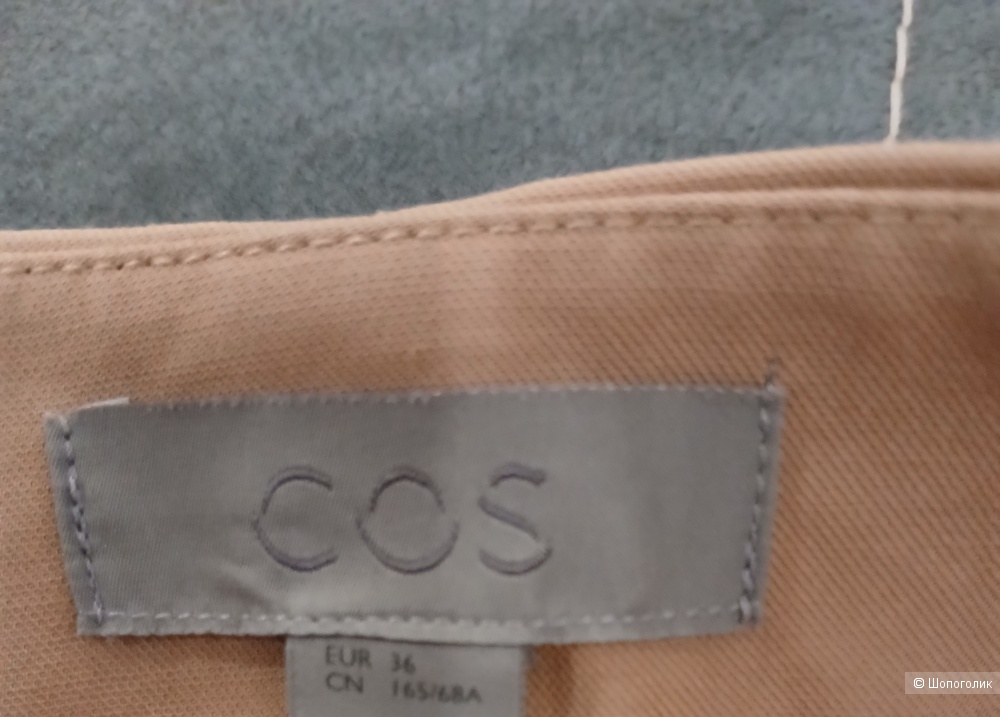 COS
EUR 36
CN 165/68A
© Шопоголик